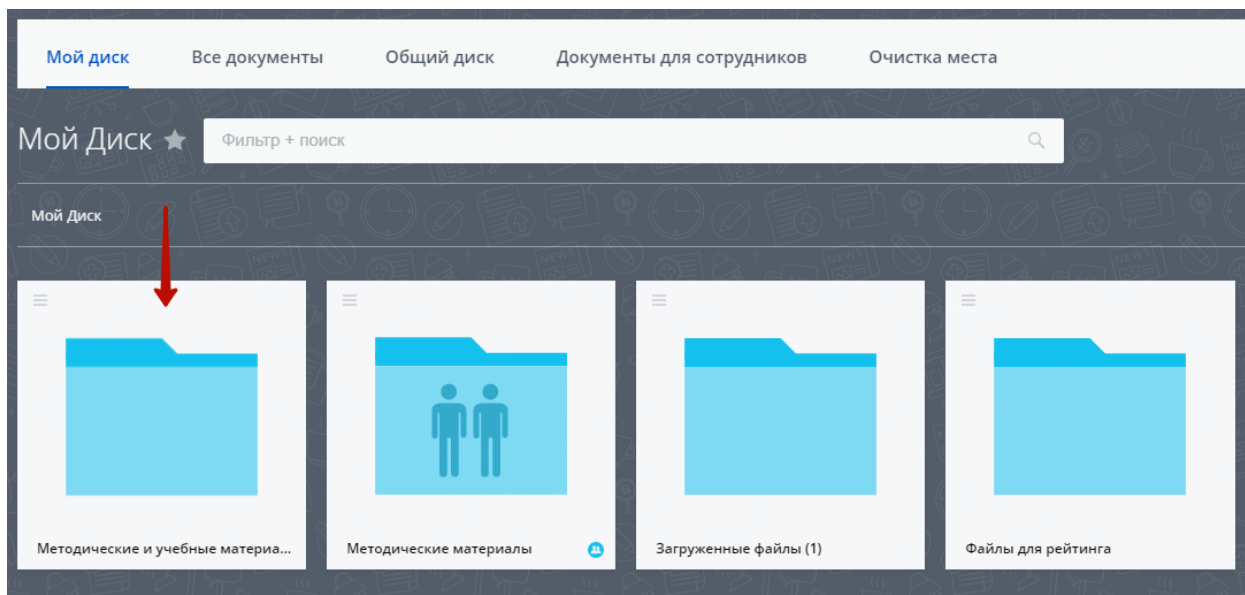 Мой диск Все документы Общий диск Документы для сотрудников Очистка места
Мой Диск Фильтр + поиск
Мой Диск
Методические и учебные материа... Методические материалы Загруженные файлы (1) Файлы для рейтинга